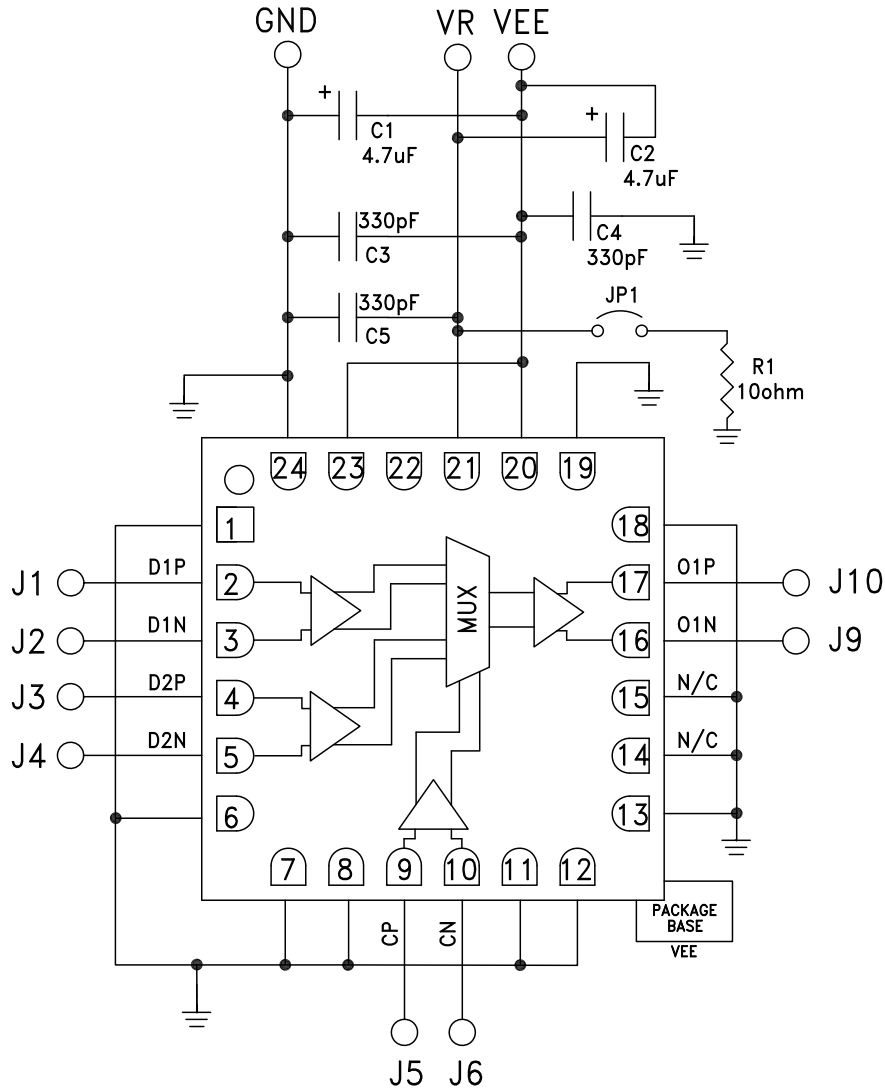 GND VR VEE
+
C1
4.7uF
+
C2
4.7uF
330pF
C3
C4
330pF
330pF
C5
JP1
R1
10ohm
24 23 22 21 20 19
1 18
J1 D1P 2 17 O1P J10
J2 D1N 3 16 O1N J9
MUX
J3 D2P 4 15 N/C
J4 D2N 5 14 N/C
6 13
7 8 9 10 11 12
CP CN
PACKAGE
BASE
VEE
J5 J6